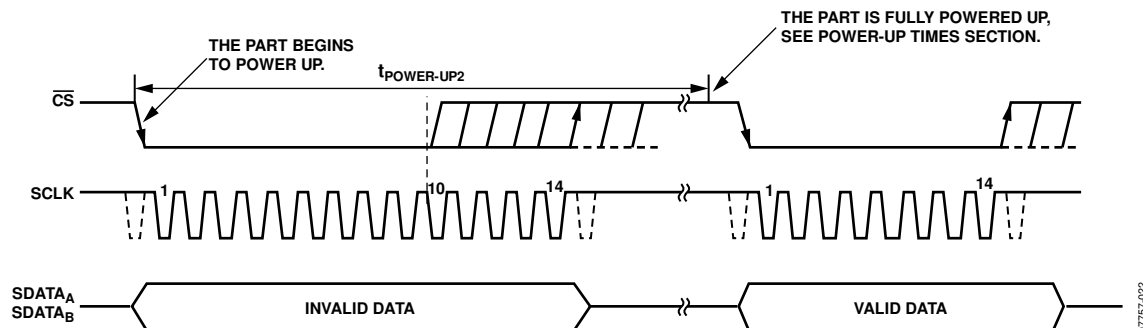 THE PART BEGINS
TO POWER UP.
THE PART IS FULLY POWERED UP,
SEE POWER-UP TIMES SECTION.
tPOWER-UP2
CS
SCLK
1
10
14
1
14
SDATAA
SDATAB
INVALID DATA
VALID DATA